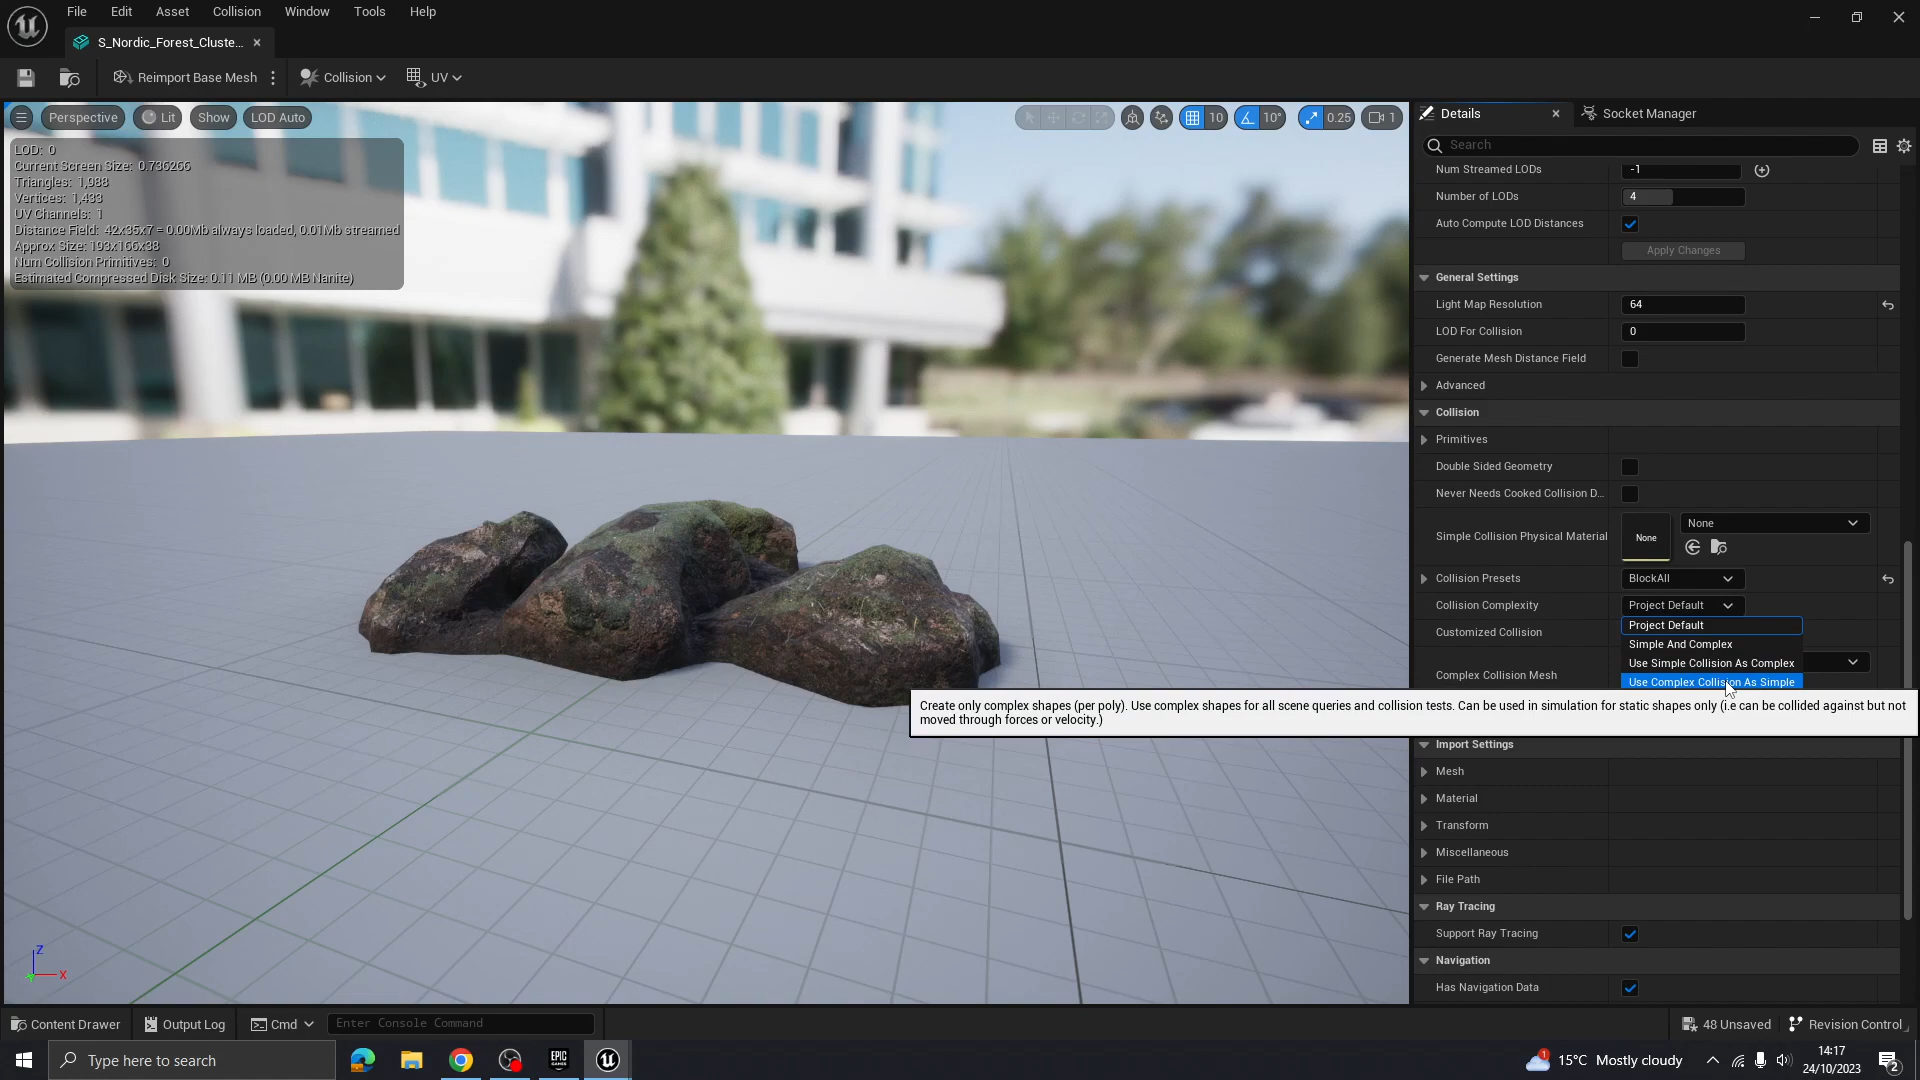 File Edit Asset Collision Window Tools Help
S_Nordic_Forest_Cluste...
Reimport Base Mesh Collision UV
Perspective Lit Show LOD Auto 10 10° 0.25 1
LOD: 0
Current Screen Size: 0.736266
Triangles: 1,988
Vertices: 1,433
UV Channels: 1
Distance Field: 42x35x7 = 0.00Mb always loaded, 0.01Mb streamed
Approx Size: 193x166x38
Num Collision Primitives: 0
Estimated Compressed Disk Size: 0.11 MB (0.00 MB Nanite)
Z
X
Details Socket Manager
Search
Num Streamed LODs -1
Number of LODs 4
Auto Compute LOD Distances
Apply Changes
General Settings
Light Map Resolution 64
LOD For Collision 0
Generate Mesh Distance Field
Advanced
Collision
Primitives
Double Sided Geometry
Never Needs Cooked Collision D...
Simple Collision Physical Material None None
Collision Presets BlockAll
Collision Complexity Project Default
Project Default
Customized Collision
Simple And Complex
Use Simple Collision As Complex
Complex Collision Mesh
Use Complex Collision As Simple
Create only complex shapes (per poly). Use complex shapes for all scene queries and collision tests. Can be used in simulation for static shapes only (i.e can be collided against but not
moved through forces or velocity.)
Import Settings
Mesh
Material
Transform
Miscellaneous
File Path
Ray Tracing
Support Ray Tracing
Navigation
Has Navigation Data
Content Drawer Output Log Cmd Enter Console Command 48 Unsaved Revision Control
Type here to search EPIC GAMES 1 15°C Mostly cloudy 14:17
24/10/2023 2